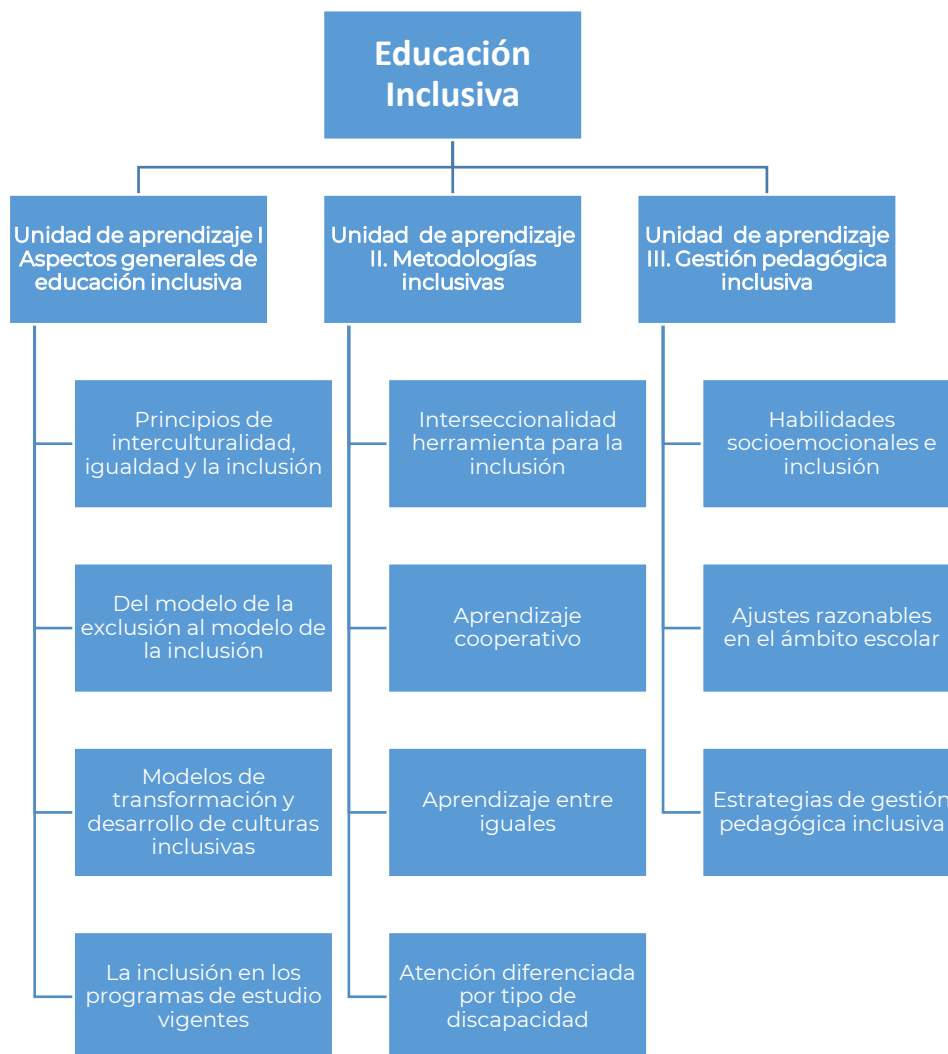 Educación
Inclusiva
Unidad de aprendizaje I
Aspectos generales de
educación inclusiva
Principios de
interculturalidad,
igualdad y la inclusión
Del modelo de la
exclusión al modelo de
la inclusión
Modelos de
transformación y
desarrollo de culturas
inclusivas
La inclusión en los
programas de estudio
vigentes
Unidad de aprendizaje
II. Metodologías
inclusivas
Interseccionalidad
herramienta para la
inclusión
Aprendizaje
cooperativo
Aprendizaje entre
iguales
Atención diferenciada
por tipo de
discapacidad
Unidad de aprendizaje
III. Gestión pedagógica
inclusiva
Habilidades
socioemocionales e
inclusión
Ajustes razonables
en el ámbito escolar
Estrategias de gestión
pedagógica inclusiva